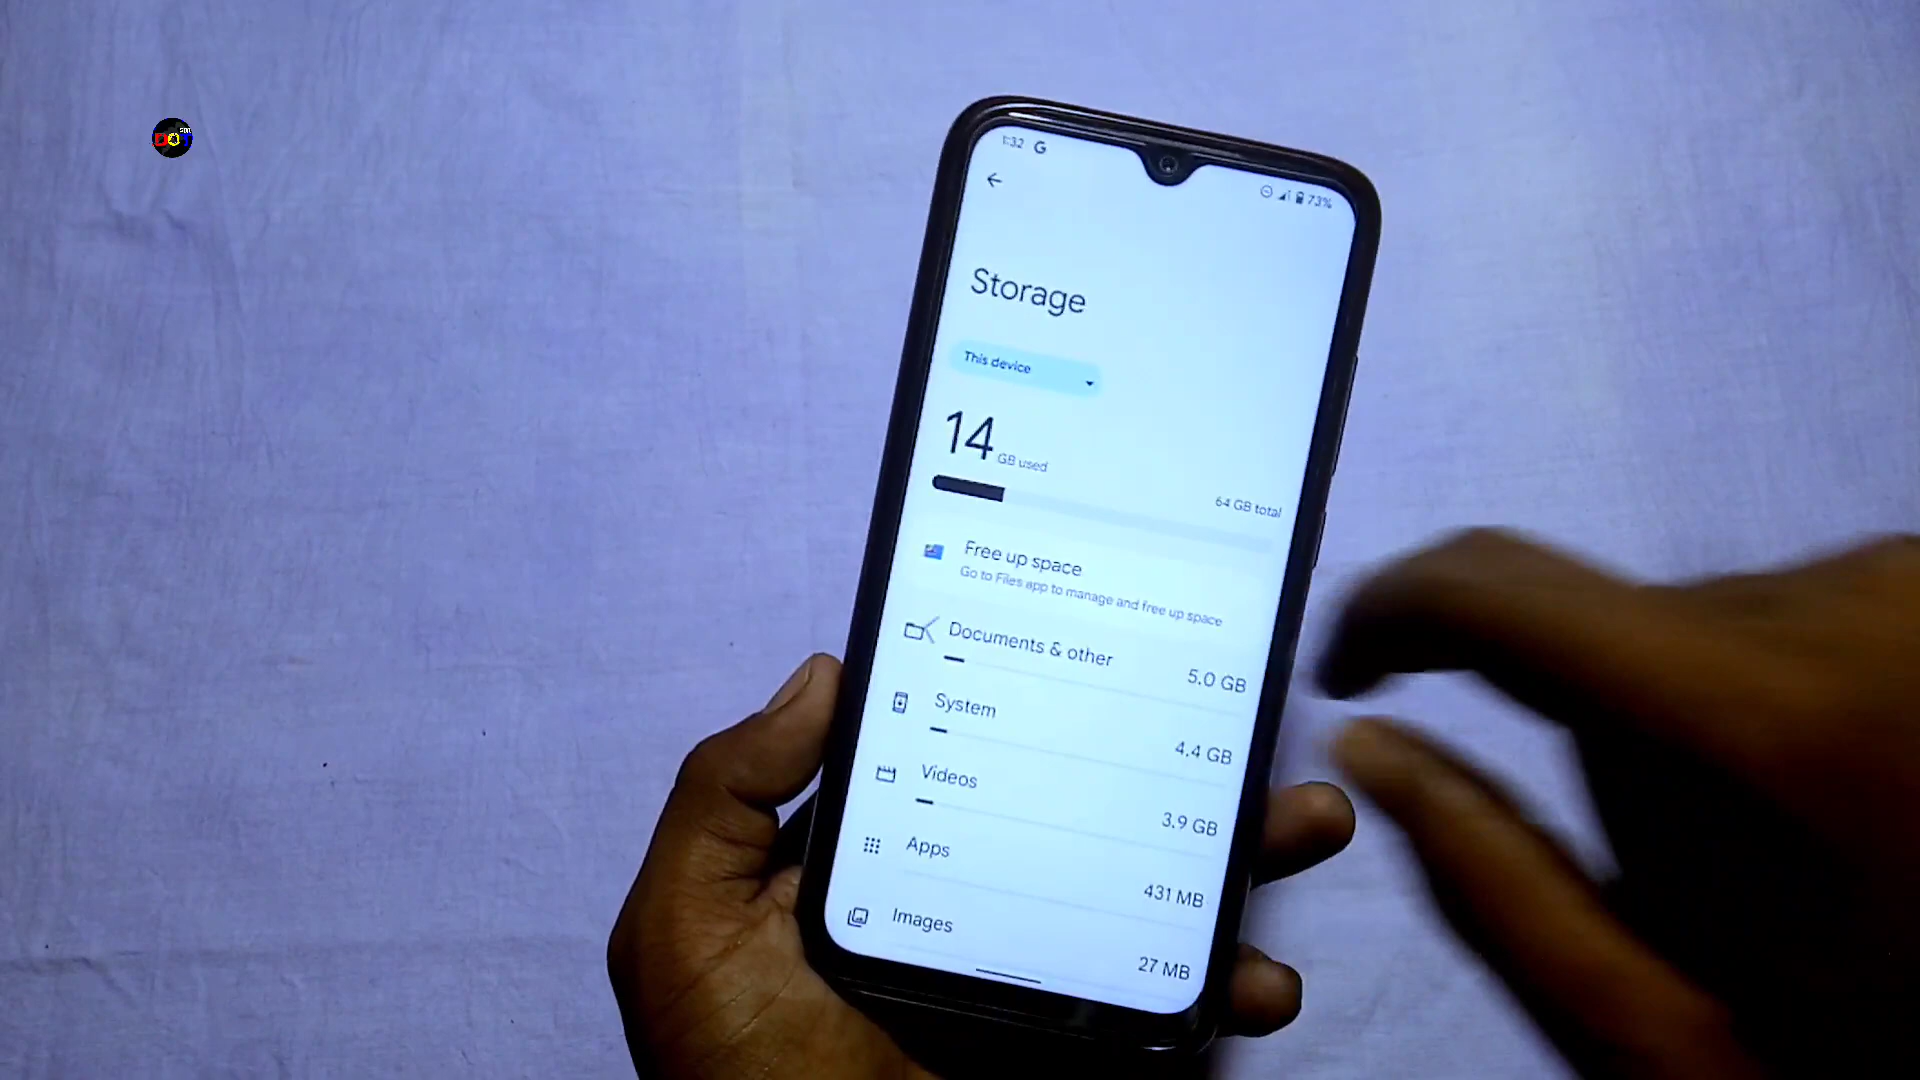 1:32 G
73%
Storage
This device
14 GB used
64 GB total
Free up space
Go to Files app to manage and free up space
Documents & other
5.0 GB
System
4.4 GB
Videos
3.9 GB
Apps
431 MB
Images
27 MB